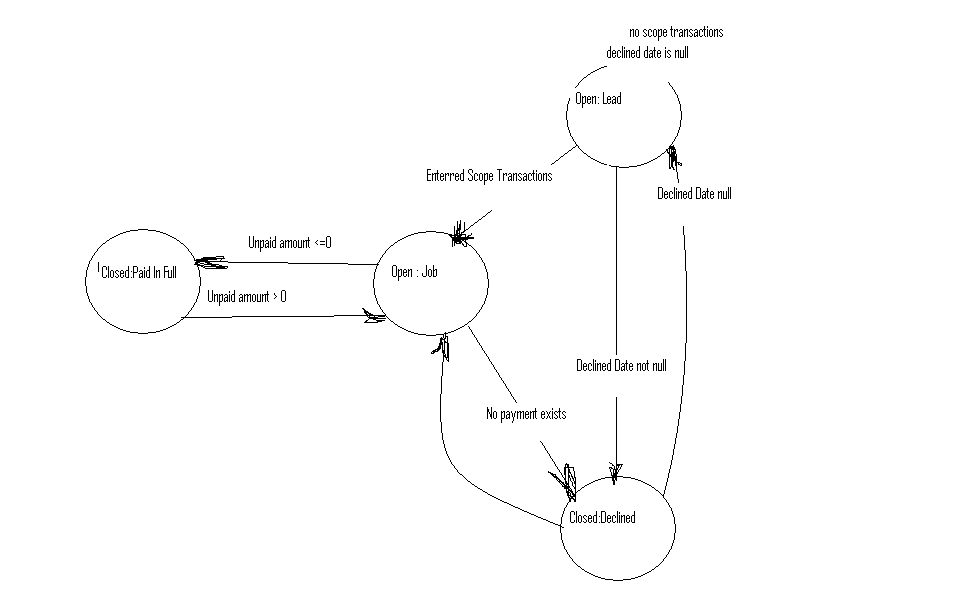 no scope transactions
declined date is null
Open: Lead
Enterred Scope Transactions
Declined Date null
Unpaid amount <=0
Closed:Paid In Full
Open : Job
Unpaid amount > 0
Declined Date not null
No payment exists
Closed:Declined